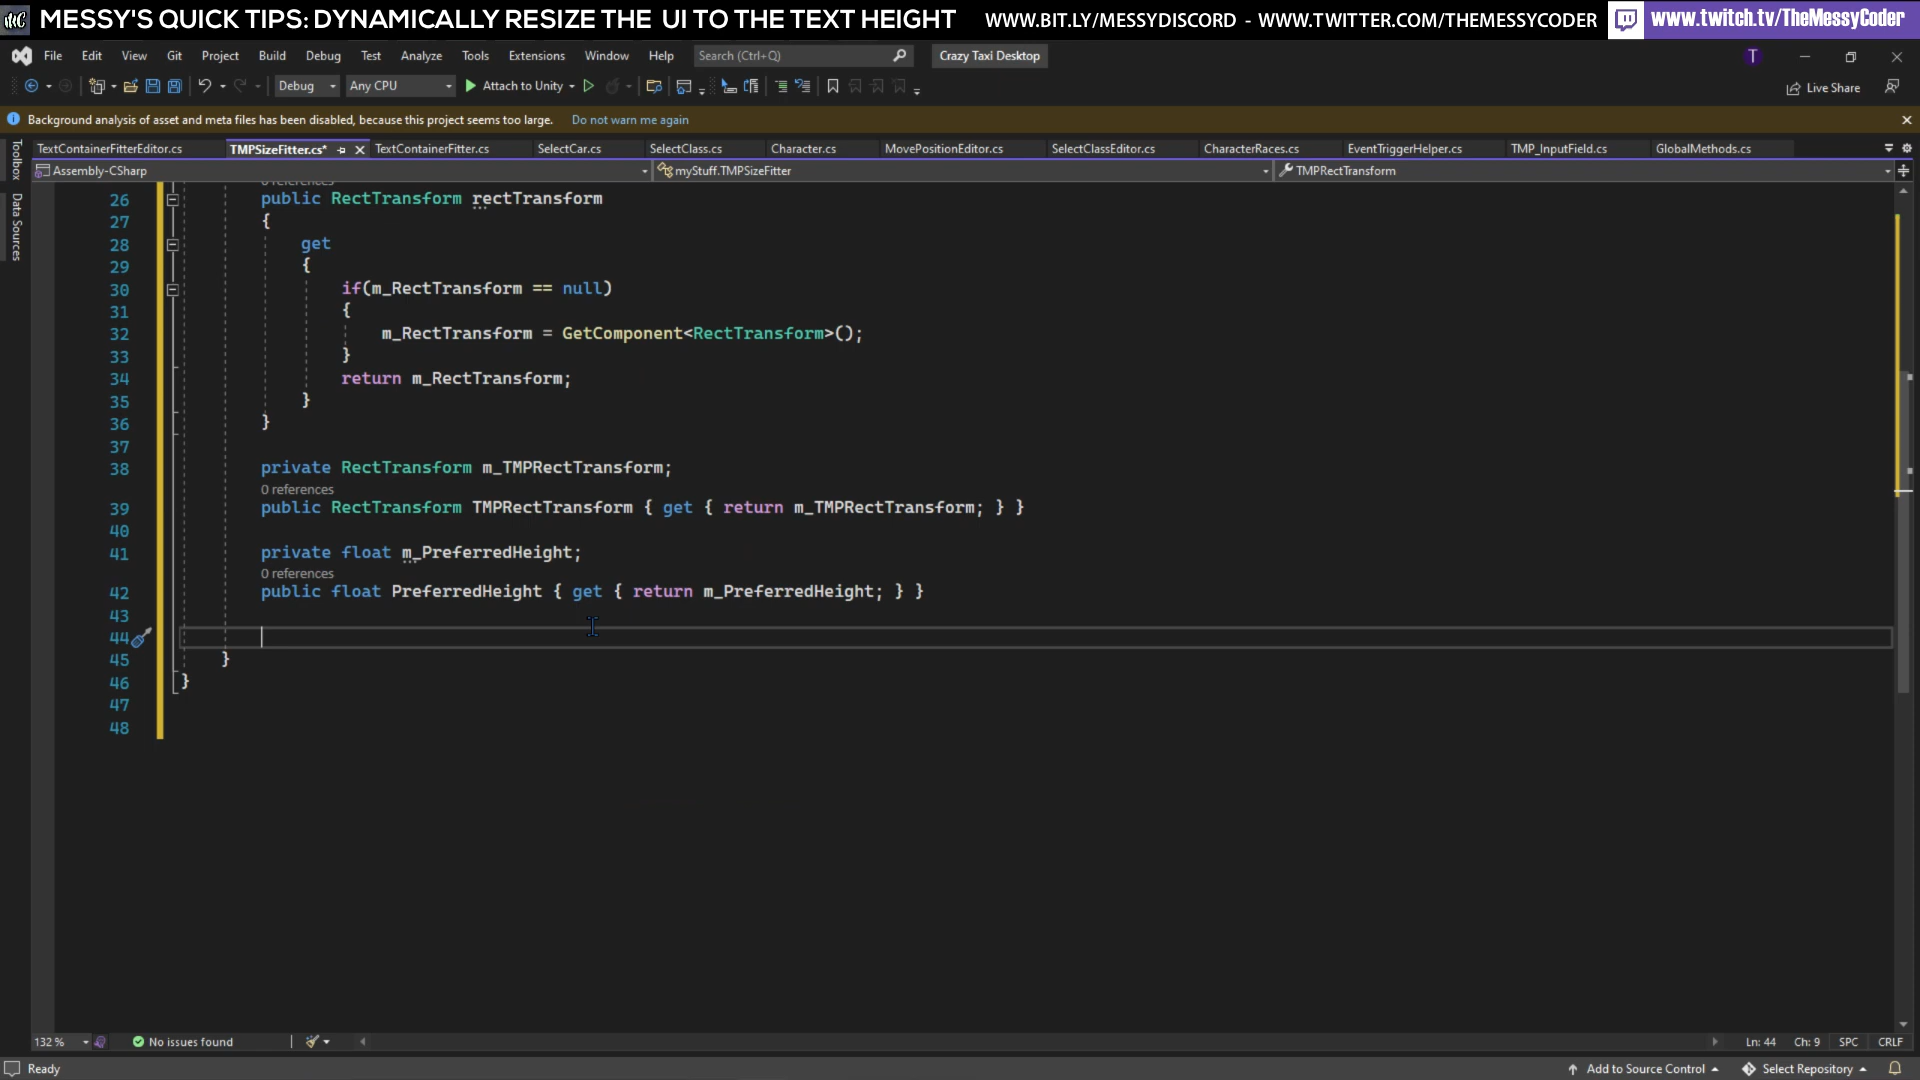 MESSY'S QUICK TIPS: DYNAMICALLY RESIZE THE UI TO THE TEXT HEIGHT WWW.BIT.LY/MESSYDISCORD - WWW.TWITTER.COM/THEMESSYCODER www.twitch.tv/TheMessyCoder
File Edit View Git Project Build Debug Test Analyze Tools Extensions Window Help Search (Ctrl+Q) Crazy Taxi Desktop T
Debug Any CPU Attach to Unity Live Share
Background analysis of asset and meta files has been disabled, because this project seems too large. Do not warn me again
TextContainerFitterEditor.cs TMPSizeFitter.cs* TextContainerFitter.cs SelectCar.cs SelectClass.cs Character.cs MovePositionEditor.cs SelectClassEditor.cs CharacterRaces.cs EventTriggerHelper.cs TMP_InputField.cs GlobalMethods.cs
Assembly-CSharp myStuff.TMPSizeFitter TMPRectTransform
Toolbox
Data Sources
0 references
26 public RectTransform rectTransform
27 {
28 get
29 {
30 if(m_RectTransform == null)
31 {
32 m_RectTransform = GetComponent<RectTransform>();
33 }
34 return m_RectTransform;
35 }
36 }
37
38 private RectTransform m_TMPRectTransform;
0 references
39 public RectTransform TMPRectTransform { get { return m_TMPRectTransform; } }
40
41 private float m_PreferredHeight;
0 references
42 public float PreferredHeight { get { return m_PreferredHeight; } }
43
44
45 }
46 }
47
48
132 % No issues found Ln: 44 Ch: 9 SPC CRLF
Ready Add to Source Control Select Repository